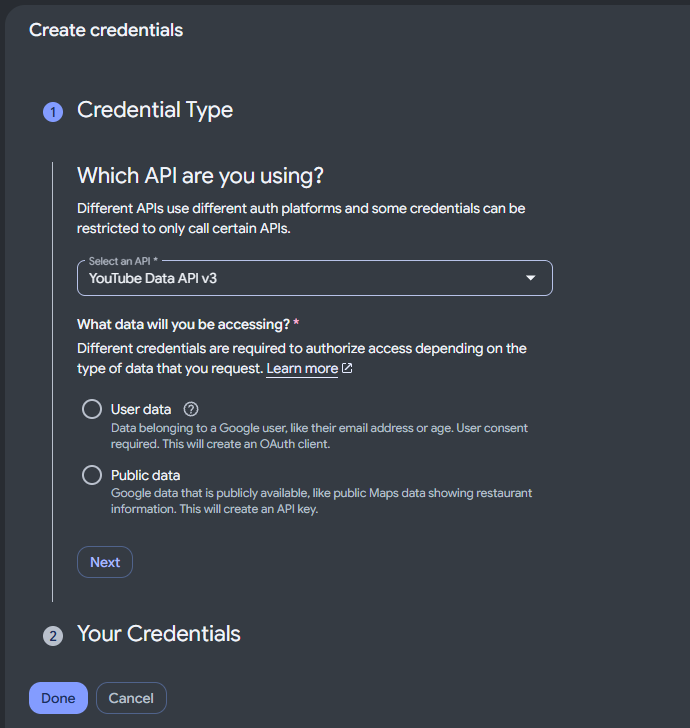 Create credentials
1 Credential Type
Which API are you using?
Different APIs use different auth platforms and some credentials can be
restricted to only call certain APIs.
Select an API *
YouTube Data API v3
What data will you be accessing? *
Different credentials are required to authorize access depending on the
type of data that you request. Learn more
User data ?
Data belonging to a Google user, like their email address or age. User consent
required. This will create an OAuth client.
Public data
Google data that is publicly available, like public Maps data showing restaurant
information. This will create an API key.
Next
2 Your Credentials
Done Cancel